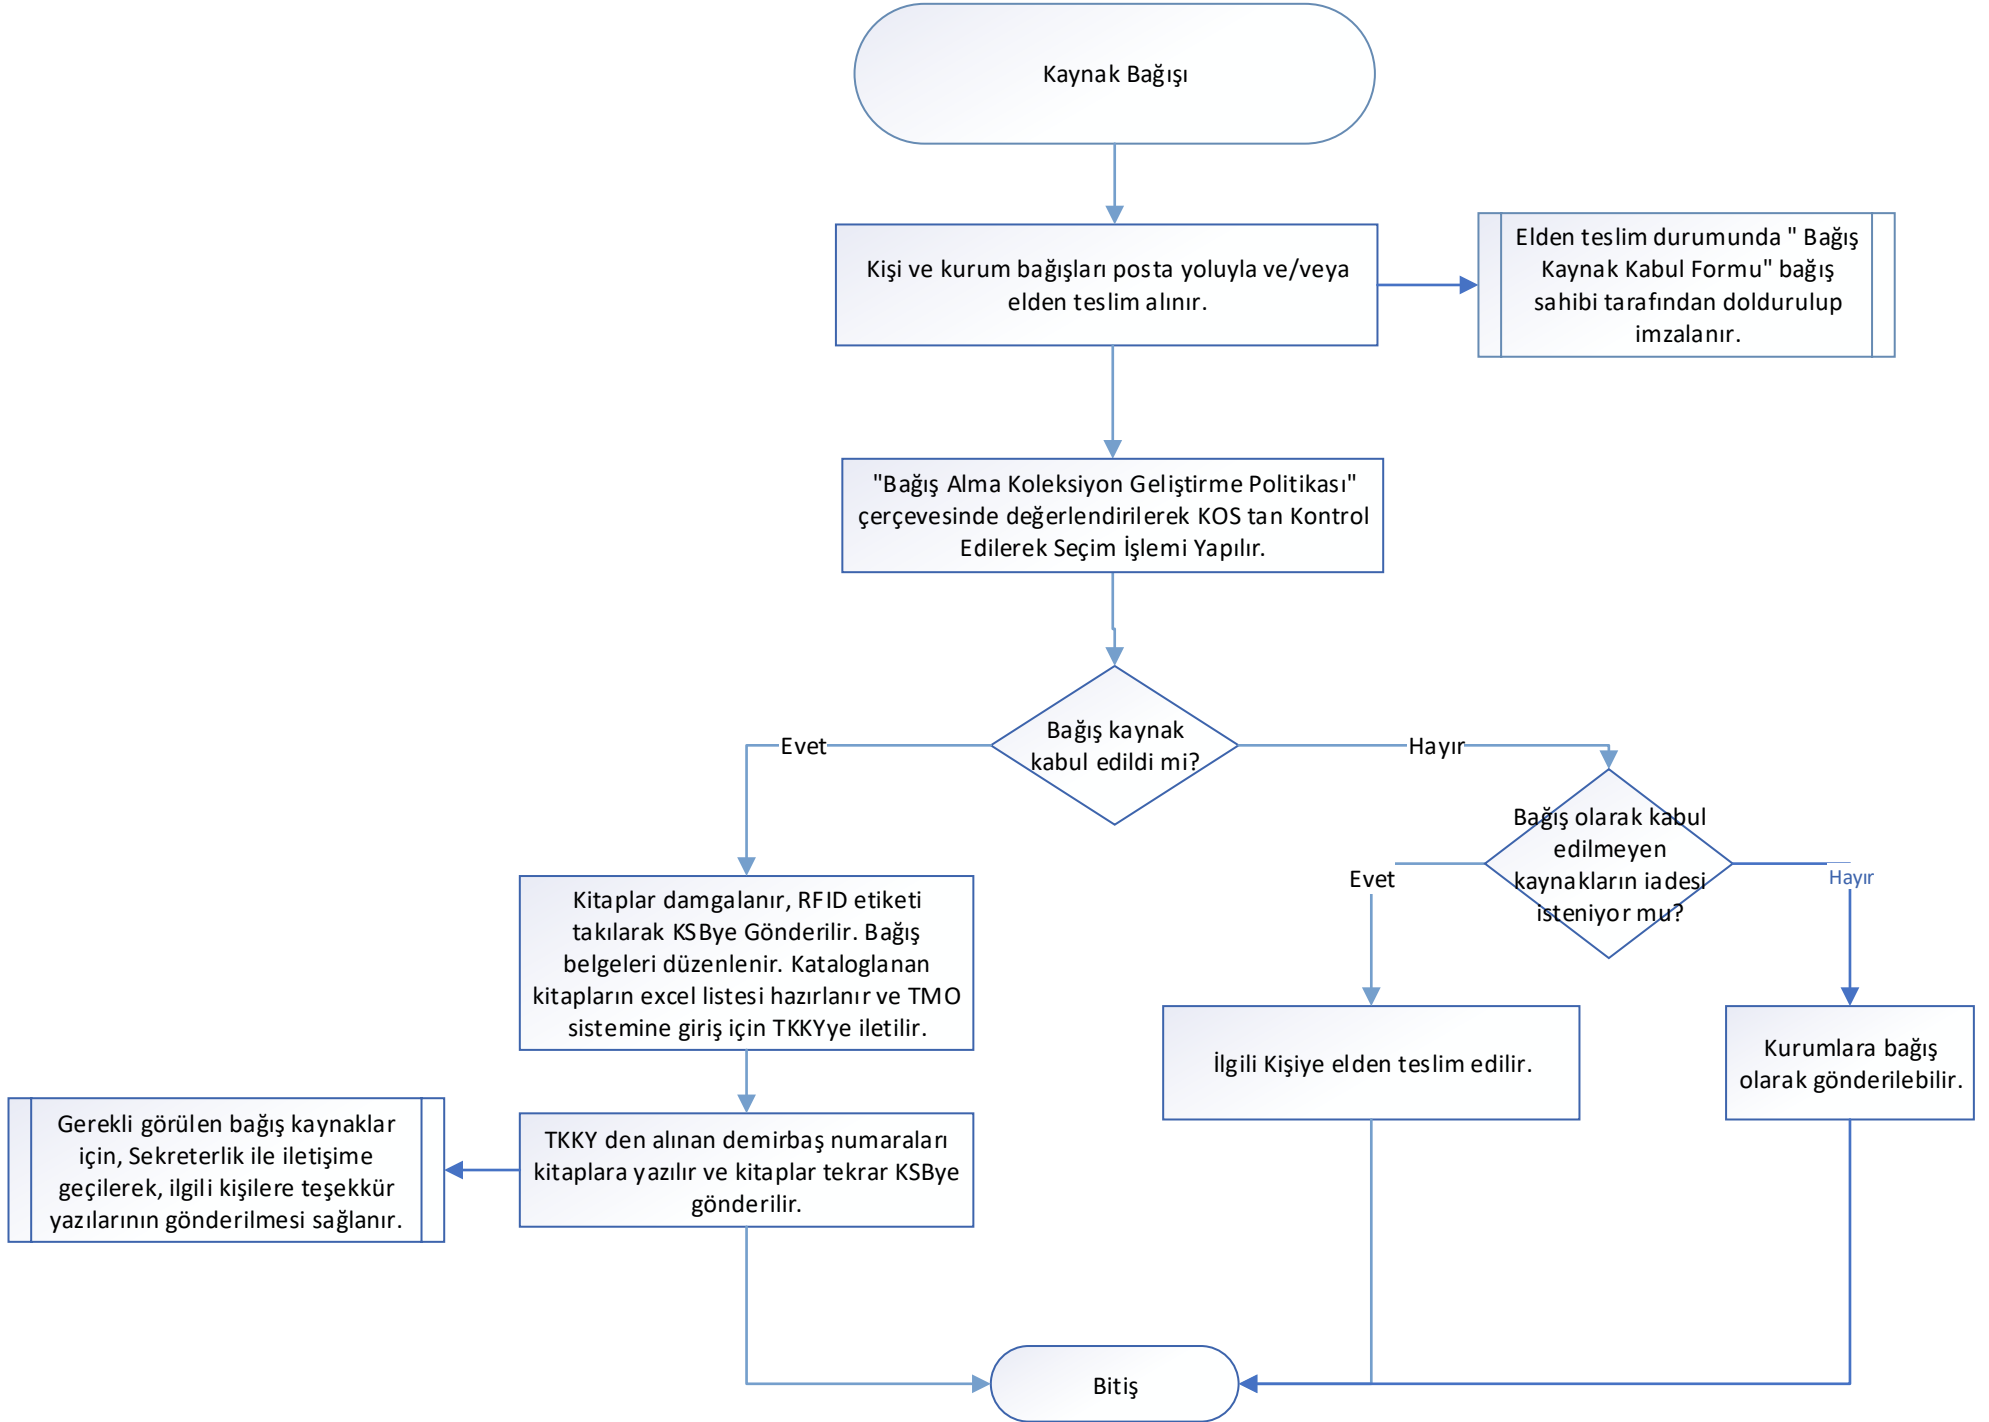 Kaynak Bağışı
Kişi ve kurum bağışları posta yoluyla ve/veya
elden teslim alınır.
Elden teslim durumunda " Bağış
Kaynak Kabul Formu" bağış
sahibi tarafından doldurulup
imzalanır.
"Bağış Alma Koleksiyon Geliştirme Politikası"
çerçevesinde değerlendirilerek KOS tan Kontrol
Edilerek Seçim İşlemi Yapılır.
Bağış kaynak
kabul edildi mi?
Evet
Hayır
Bağış olarak kabul
edilmeyen
kaynakların iadesi
isteniyor mu?
Evet
Hayır
Kitaplar damgalanır, RFID etiketi
takılarak KSBye Gönderilir. Bağış
belgeleri düzenlenir. Kataloglanan
kitapların excel listesi hazırlanır ve TMO
sistemine giriş için TKKYye iletilir.
İlgili Kişiye elden teslim edilir.
Kurumlara bağış
olarak gönderilebilir.
Gerekli görülen bağış kaynaklar
için, Sekreterlik ile iletişime
geçilerek, ilgili kişilere teşekkür
yazılarının gönderilmesi sağlanır.
TKKY den alınan demirbaş numaraları
kitaplara yazılır ve kitaplar tekrar KSBye
gönderilir.
Bitiş